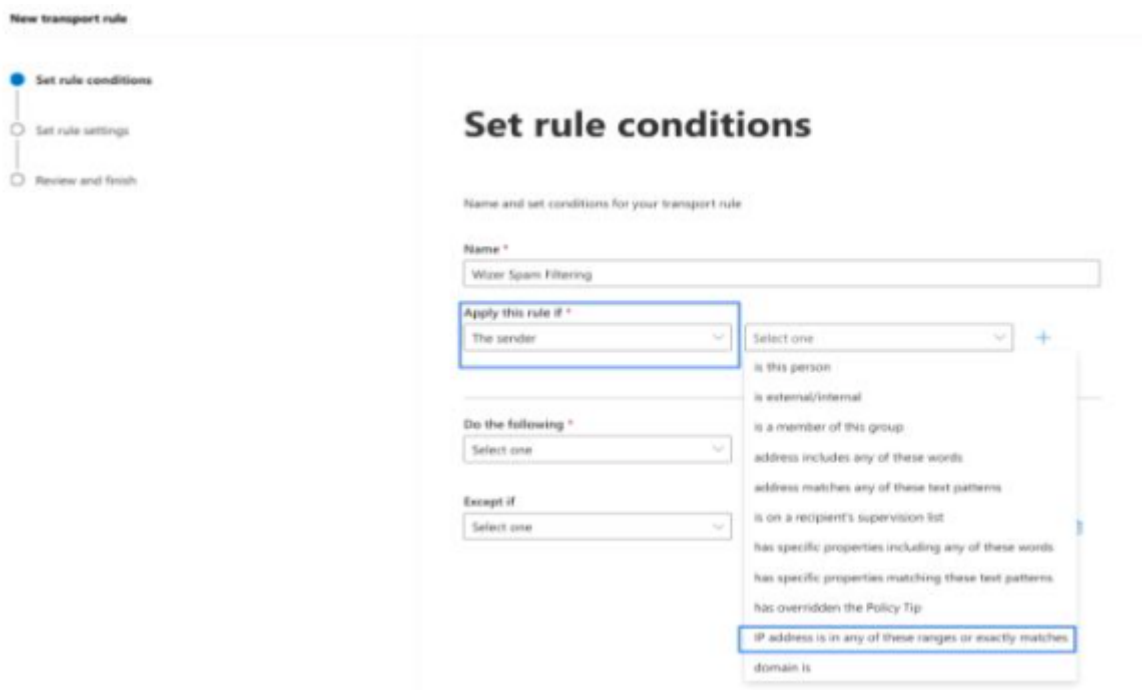 New transport rule
Set rule conditions
Set rule settings
Review and finish
Set rule conditions
Name and set conditions for your transport rule
Name *
Wizer Spam Filtering
Apply this rule if *
The sender
Select one
is this person
is external/internal
is a member of this group
address includes any of these words
address matches any of these text patterns
is on a recipient's supervision list
has specific properties including any of these words
has specific properties matching these text patterns
has overridden the Policy Tip
IP address is in any of these ranges or exactly matches
domain is
Do the following *
Select one
Except if
Select one